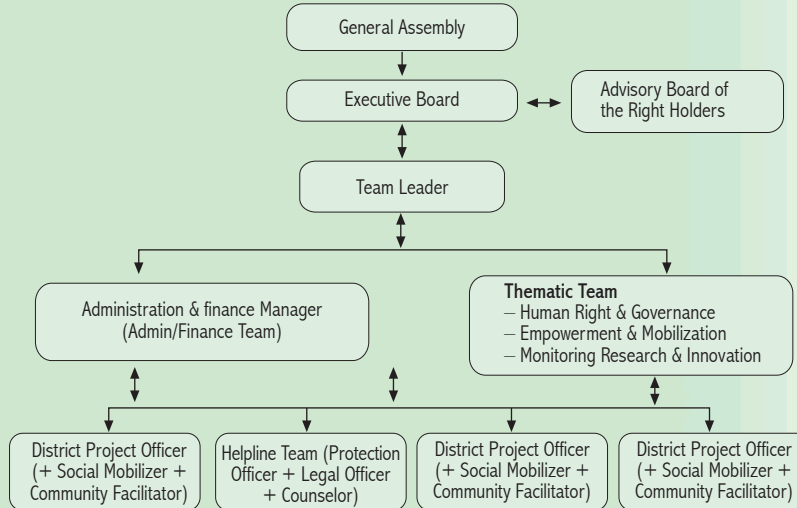 General Assembly
Executive Board
Advisory Board of
the Right Holders
Team Leader
Administration & finance Manager
(Admin/Finance Team)
Thematic Team
– Human Right & Governance
– Empowerment & Mobilization
– Monitoring Research & Innovation
District Project Officer
(+ Social Mobilizer +
Community Facilitator)
Helpline Team (Protection
Officer + Legal Officer
+ Counselor)
District Project Officer
(+ Social Mobilizer +
Community Facilitator)
District Project Officer
(+ Social Mobilizer +
Community Facilitator)